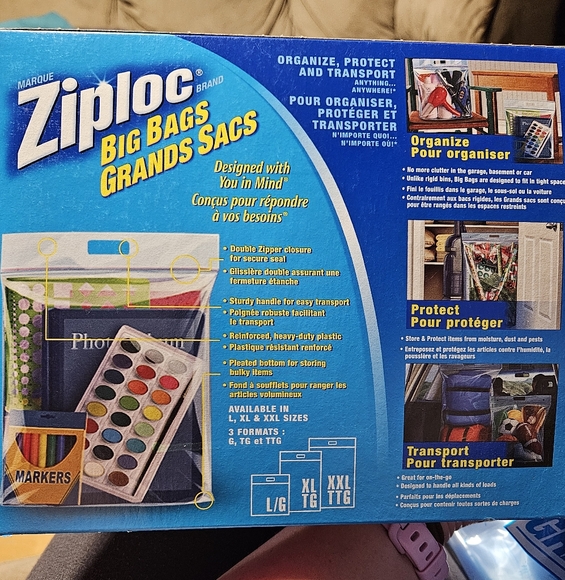 MARQUE
Ziploc®
BRAND
BIG BAGS
GRANDS SACS
Designed with
You in Mind™
Conçus pour répondre
à vos besoins™
ORGANIZE, PROTECT
AND TRANSPORT
ANYTHING...
ANYWHERE!*
POUR ORGANISER,
PROTÉGER ET
TRANSPORTER
N'IMPORTE QUOI...
N'IMPORTE OÙ!*
• Double Zipper closure
for secure seal
• Glissière double assurant une
fermeture étanche
• Sturdy handle for easy transport
• Poignée robuste facilitant
le transport
• Reinforced, heavy-duty plastic
• Plastique résistant renforcé
• Pleated bottom for storing
bulky items
• Fond à soufflets pour ranger les
articles volumineux
AVAILABLE IN
L, XL & XXL SIZES
3 FORMATS :
G, TG et TTG
L/G
XL
TG
XXL
TTG
Photo Album
MARKERS
Organize
Pour organiser
• No more clutter in the garage, basement or car
• Unlike rigid bins, Big Bags are designed to fit in tight space
• Fini le fouillis dans le garage, le sous-sol ou la voiture
• Contrairement aux bacs rigides, les Grands Sacs sont conçu
pour être rangés dans les espaces restreints
Protect
Pour protéger
• Store & Protect items from moisture, dust and pests
• Entreposez et protégez les articles contre l'humidité, la
poussière et les ravageurs
Transport
Pour transporter
• Great for on-the-go
• Designed to handle all kinds of loads
• Parfaits pour les déplacements
• Conçus pour contenir toutes sortes de charges